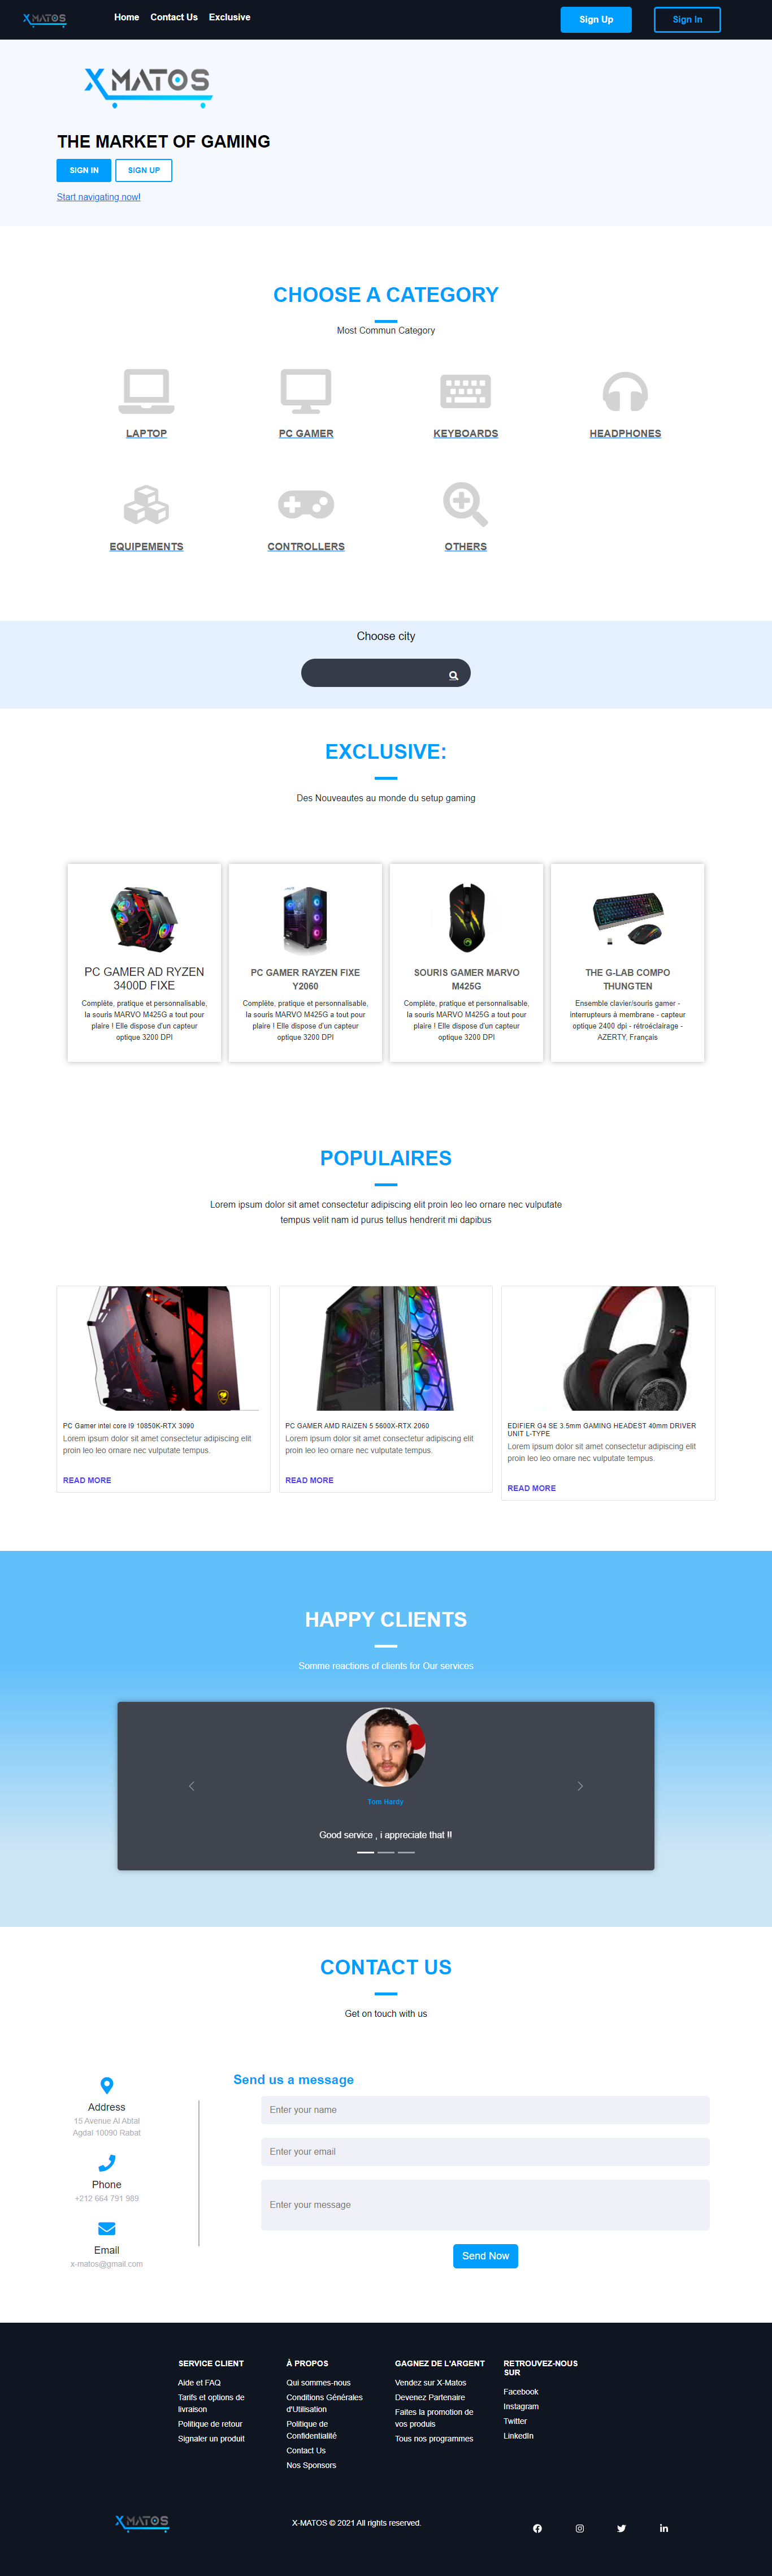 X MATOS
Home Contact Us Exclusive
Sign Up Sign In
X MATOS
THE MARKET OF GAMING
SIGN IN SIGN UP
Start navigating now!
CHOOSE A CATEGORY
Most Commun Category
LAPTOP PC GAMER KEYBOARDS HEADPHONES
EQUIPEMENTS CONTROLLERS OTHERS
Choose city
EXCLUSIVE:
Des Nouveautes au monde du setup gaming
PC GAMER AD RYZEN
3400D FIXE
Complète, pratique et personnalisable,
la souris MARVO M425G a tout pour
plaire ! Elle dispose d'un capteur
optique 3200 DPI
PC GAMER RAYZEN FIXE
Y2060
Complète, pratique et personnalisable,
la souris MARVO M425G a tout pour
plaire ! Elle dispose d'un capteur
optique 3200 DPI
SOURIS GAMER MARVO
M425G
Complète, pratique et personnalisable,
la souris MARVO M425G a tout pour
plaire ! Elle dispose d'un capteur
optique 3200 DPI
THE G-LAB COMPO
THUNGTEN
Ensemble clavier/souris gamer -
interrupteurs à membrane - capteur
optique 2400 dpi - rétroéclairage -
AZERTY, Français
POPULAIRES
Lorem ipsum dolor sit amet consectetur adipiscing elit proin leo leo ornare nec vulputate
tempus velit nam id purus tellus hendrerit mi dapibus
PC Gamer intel core I9 10850K-RTX 3090
Lorem ipsum dolor sit amet consectetur adipiscing elit
proin leo leo ornare nec vulputate tempus.
READ MORE
PC GAMER AMD RAIZEN 5 5600X-RTX 2060
Lorem ipsum dolor sit amet consectetur adipiscing elit
proin leo leo ornare nec vulputate tempus.
READ MORE
EDIFIER G4 SE 3.5mm GAMING HEADEST 40mm DRIVER
UNIT L-TYPE
Lorem ipsum dolor sit amet consectetur adipiscing elit
proin leo leo ornare nec vulputate tempus.
READ MORE
HAPPY CLIENTS
Somme reactions of clients for Our services
Tom Hardy
Good service , i appreciate that !!
CONTACT US
Get on touch with us
Address
15 Avenue Al Abtal
Agdal 10090 Rabat
Phone
+212 664 791 989
Email
x-matos@gmail.com
Send us a message
Enter your name
Enter your email
Enter your message
Send Now
SERVICE CLIENT
Aide et FAQ
Tarifs et options de
livraison
Politique de retour
Signaler un produit
À PROPOS
Qui sommes-nous
Conditions Générales
d'Utilisation
Politique de
Confidentialité
Contact Us
Nos Sponsors
GAGNEZ DE L'ARGENT
Vendez sur X-Matos
Devenez Partenaire
Faites la promotion de
vos produis
Tous nos programmes
RETROUVEZ-NOUS
SUR
Facebook
Instagram
Twitter
LinkedIn
X MATOS
X-MATOS © 2021 All rights reserved.